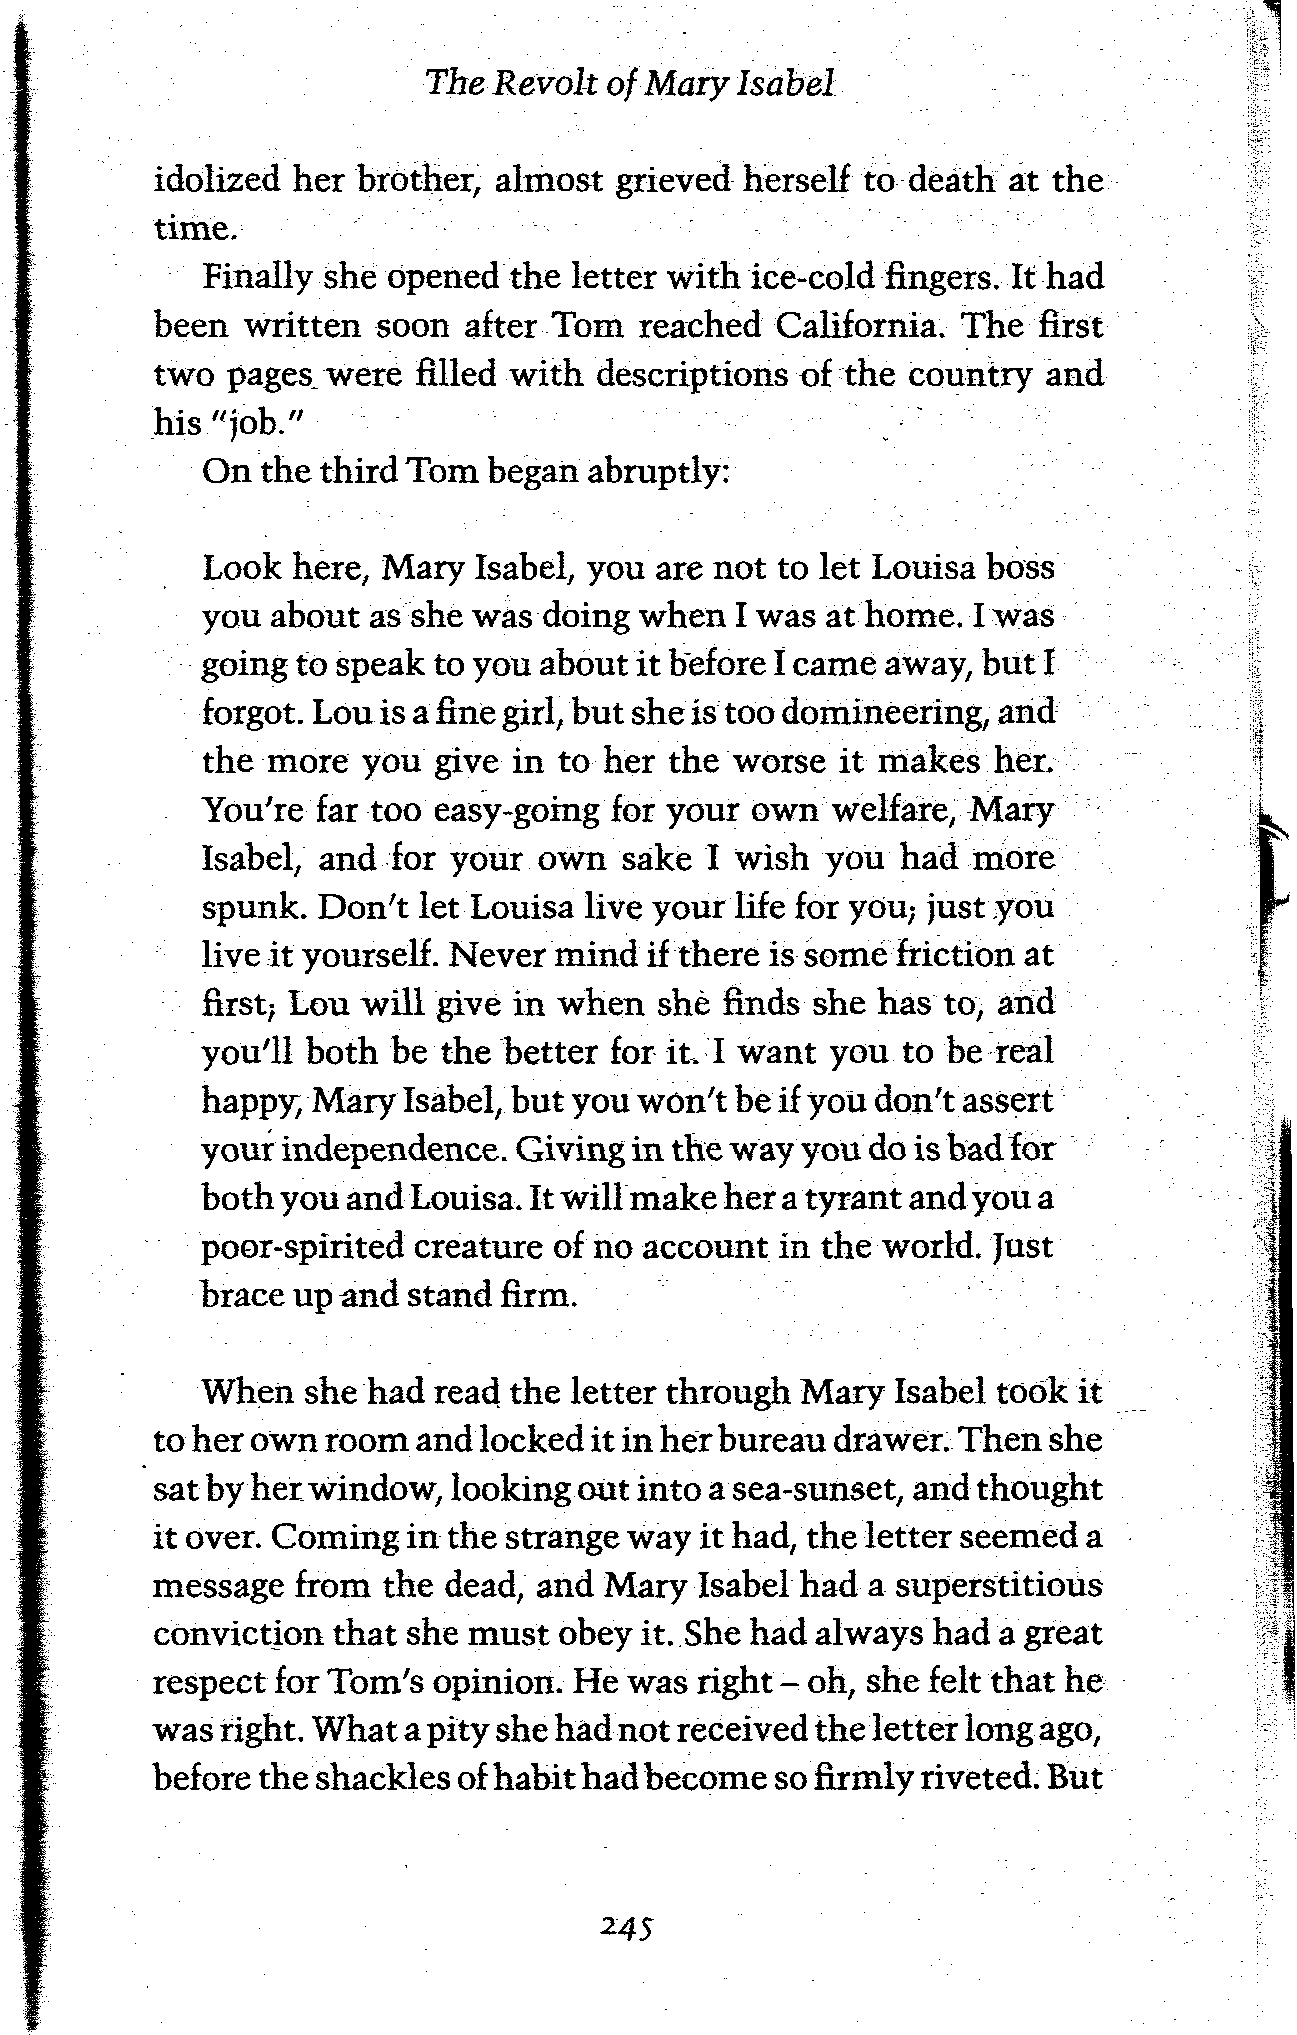 The Revolt of Mary Isabel
idolized her brother, almost grieved herself to death at the
time.
Finally she opened the letter with ice-cold fingers. It had
been written soon after Tom reached California. The first
two pages were filled with descriptions of the country and
his "job."
On the third Tom began abruptly:
Look here, Mary Isabel, you are not to let Louisa boss
you about as she was doing when I was at home. I was
going to speak to you about it before I came away, but I
forgot. Lou is a fine girl, but she is too domineering, and
the more you give in to her the worse it makes her.
You're far too easy-going for your own welfare, Mary
Isabel, and for your own sake I wish you had more
spunk. Don't let Louisa live your life for you; just you
live it yourself. Never mind if there is some friction at
first; Lou will give in when she finds she has to, and
you'll both be the better for it. I want you to be real
happy, Mary Isabel, but you won't be if you don't assert
your independence. Giving in the way you do is bad for
both you and Louisa. It will make her a tyrant and you a
poor-spirited creature of no account in the world. Just
brace up and stand firm.
When she had read the letter through Mary Isabel took it
to her own room and locked it in her bureau drawer. Then she
sat by her window, looking out into a sea-sunset, and thought
it over. Coming in the strange way it had, the letter seemed a
message from the dead, and Mary Isabel had a superstitious
conviction that she must obey it. She had always had a great
respect for Tom's opinion. He was right – oh, she felt that he
was right. What a pity she had not received the letter long ago,
before the shackles of habit had become so firmly riveted. But
245